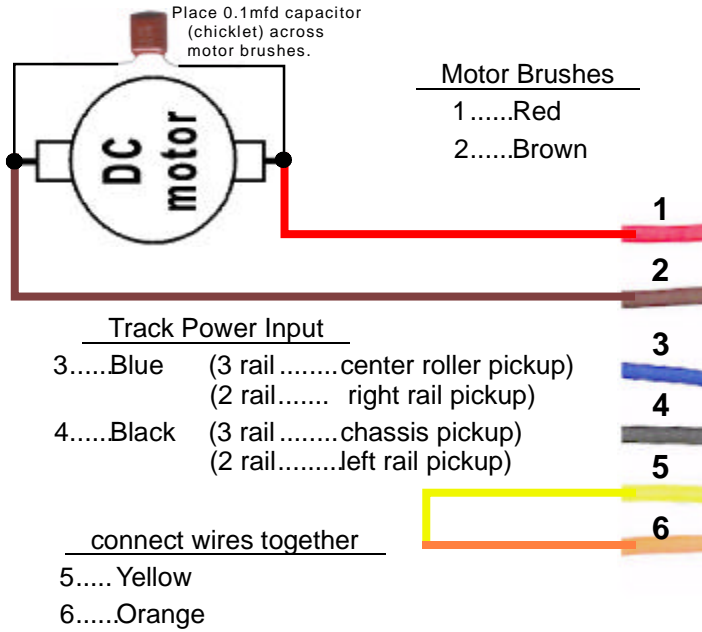 Place 0.1mfd capacitor
(chicklet) across
motor brushes.
DC
motor
Motor Brushes
1......Red
2......Brown
1
2
Track Power Input
3......Blue (3 rail ........center roller pickup)
(2 rail....... right rail pickup)
4......Black (3 rail ........chassis pickup)
(2 rail.........left rail pickup)
3
4
5
6
connect wires together
5..... Yellow
6......Orange